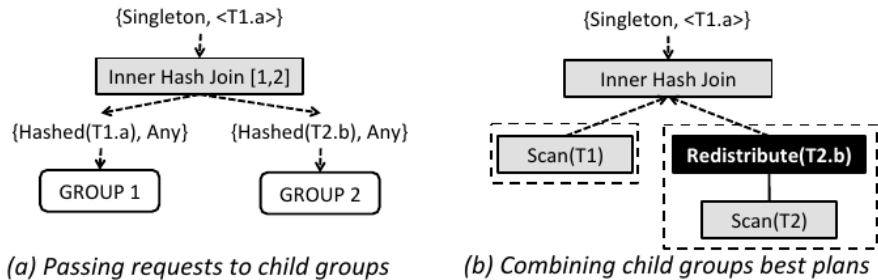 {Singleton, <T1.a>}
Inner Hash Join [1,2]
{Hashed(T1.a), Any}
{Hashed(T2.b), Any}
GROUP 1
GROUP 2
(a) Passing requests to child groups
{Singleton, <T1.a>}
Inner Hash Join
Scan(T1)
Redistribute(T2.b)
Scan(T2)
(b) Combining child groups best plans